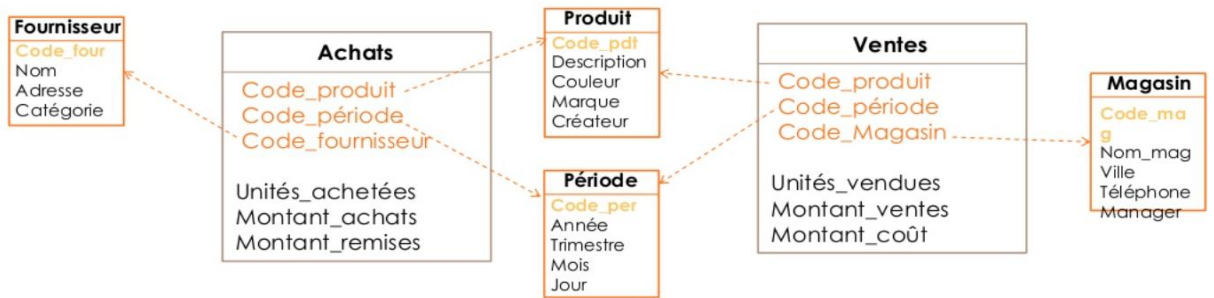 Fournisseur
Code_four
Nom
Adresse
Catégorie
Achats
Code_produit
Code_période
Code_fournisseur
Unités_achetées
Montant_achats
Montant_remises
Produit
Code_pdt
Description
Couleur
Marque
Créateur
Période
Code_per
Année
Trimestre
Mois
Jour
Ventes
Code_produit
Code_période
Code_Magasin
Unités_vendues
Montant_ventes
Montant_coût
Magasin
Code_ma
g
Nom_mag
Ville
Téléphone
Manager